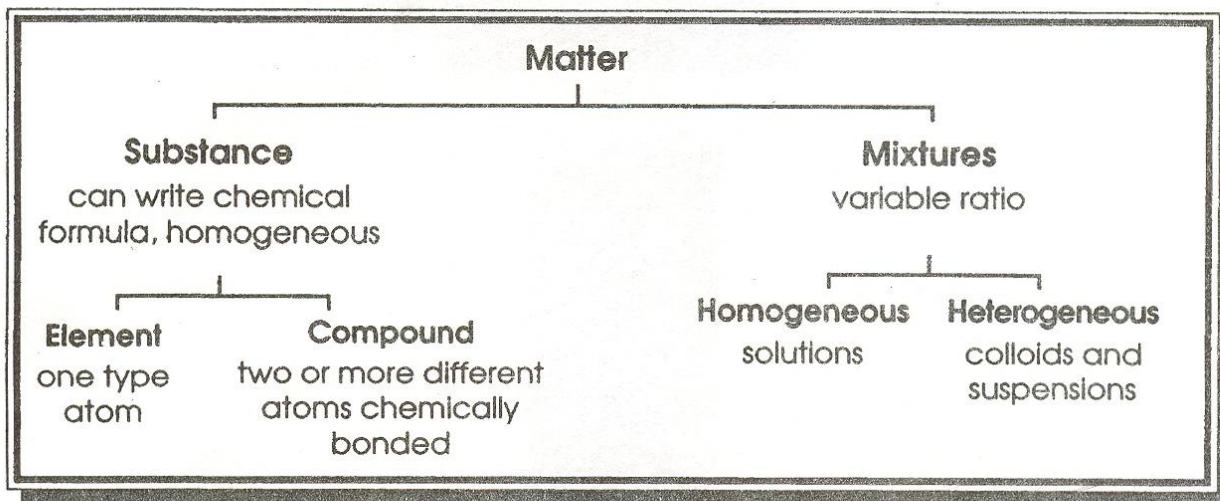 Matter
Substance
can write chemical
formula, homogeneous
Mixtures
variable ratio
Element
one type
atom
Compound
two or more different
atoms chemically
bonded
Homogeneous
solutions
Heterogeneous
colloids and
suspensions